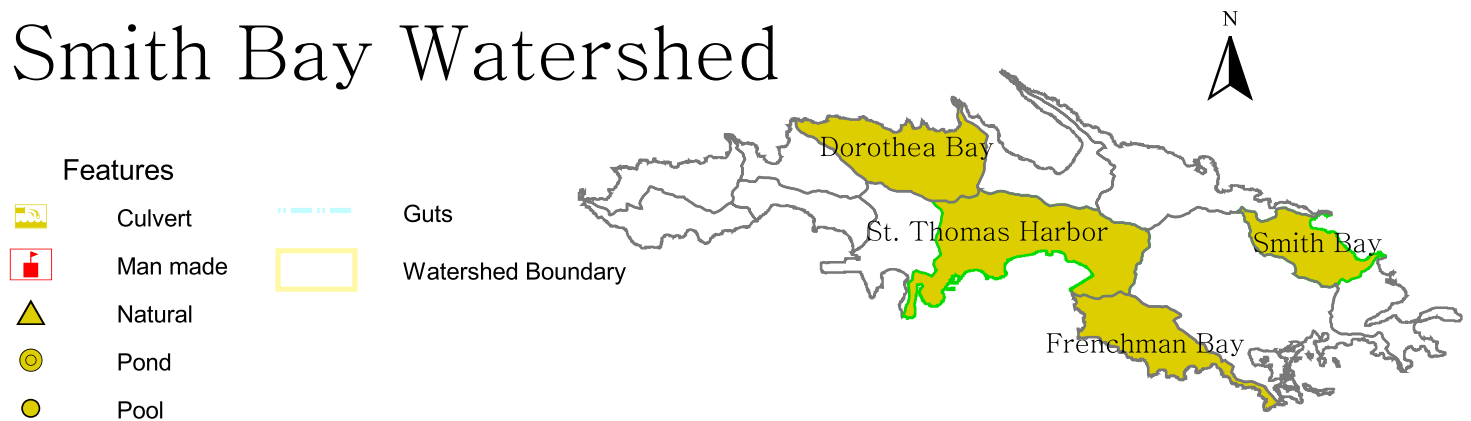 Smith Bay Watershed
N
Features
Culvert
Man made
Natural
Pond
Pool
Guts
Watershed Boundary
Dorothea Bay
St. Thomas Harbor
Smith Bay
Frenchman Bay